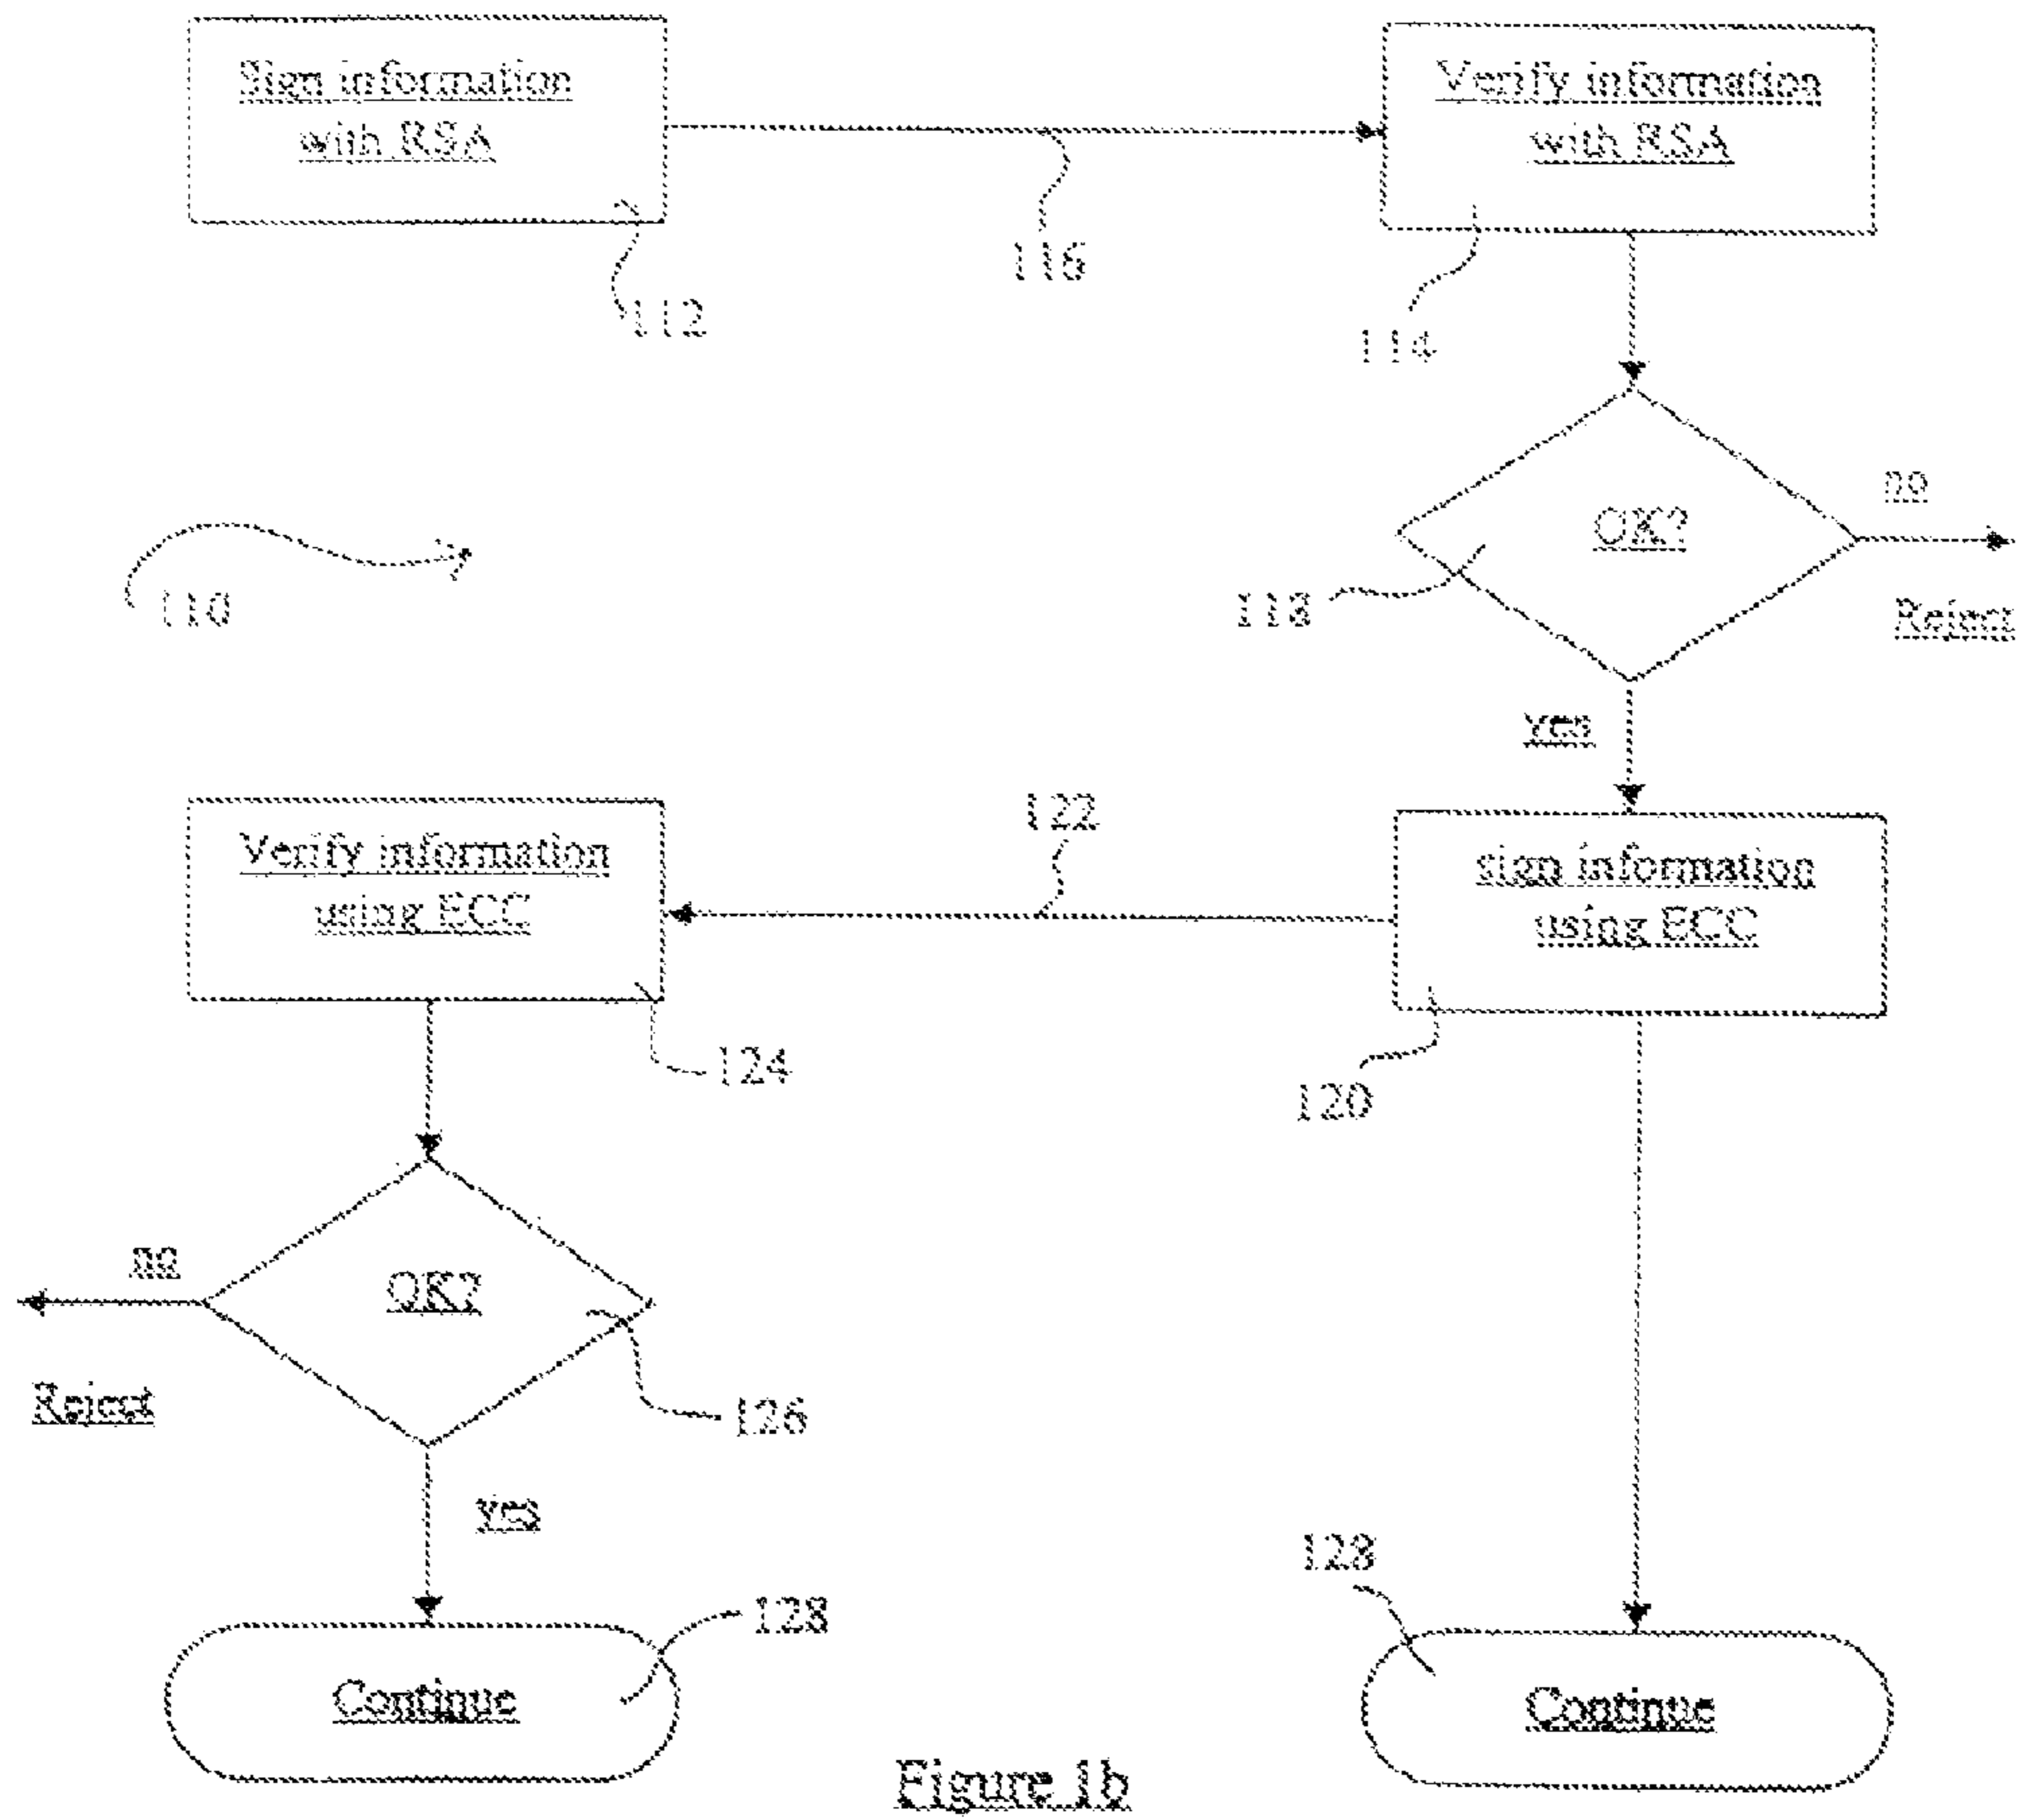 Sign information
with RSA
Verify information
with RSA
116
112
114
no
OK?
110
118
Reject
yes
122
Verify information
using ECC
sign information
using ECC
124
120
no
OK?
Reject
126
yes
128
128
Continue
Continue
Figure 1b